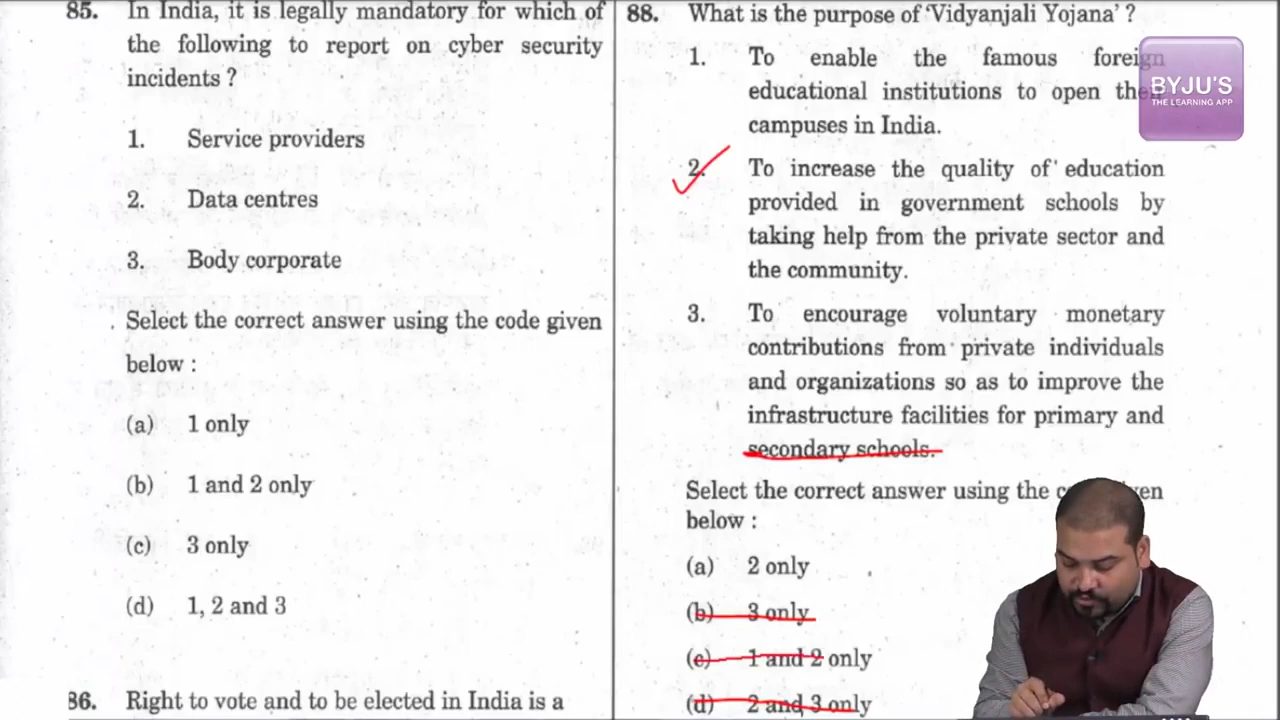 85. In India, it is legally mandatory for which of
the following to report on cyber security
incidents ?
1. Service providers
2. Data centres
3. Body corporate
Select the correct answer using the code given
below :
(a) 1 only
(b) 1 and 2 only
(c) 3 only
(d) 1, 2 and 3
86. Right to vote and to be elected in India is a
88. What is the purpose of 'Vidyanjali Yojana' ?
1. To enable the famous foreign
educational institutions to open their
campuses in India.
2. To increase the quality of education
provided in government schools by
taking help from the private sector and
the community.
3. To encourage voluntary monetary
contributions from private individuals
and organizations so as to improve the
infrastructure facilities for primary and
secondary schools.
Select the correct answer using the
below :
(a) 2 only
(b) 3 only
(c) 1 and 2 only
(d) 2 and 3 only
BYJU'S
THE LEARNING APP